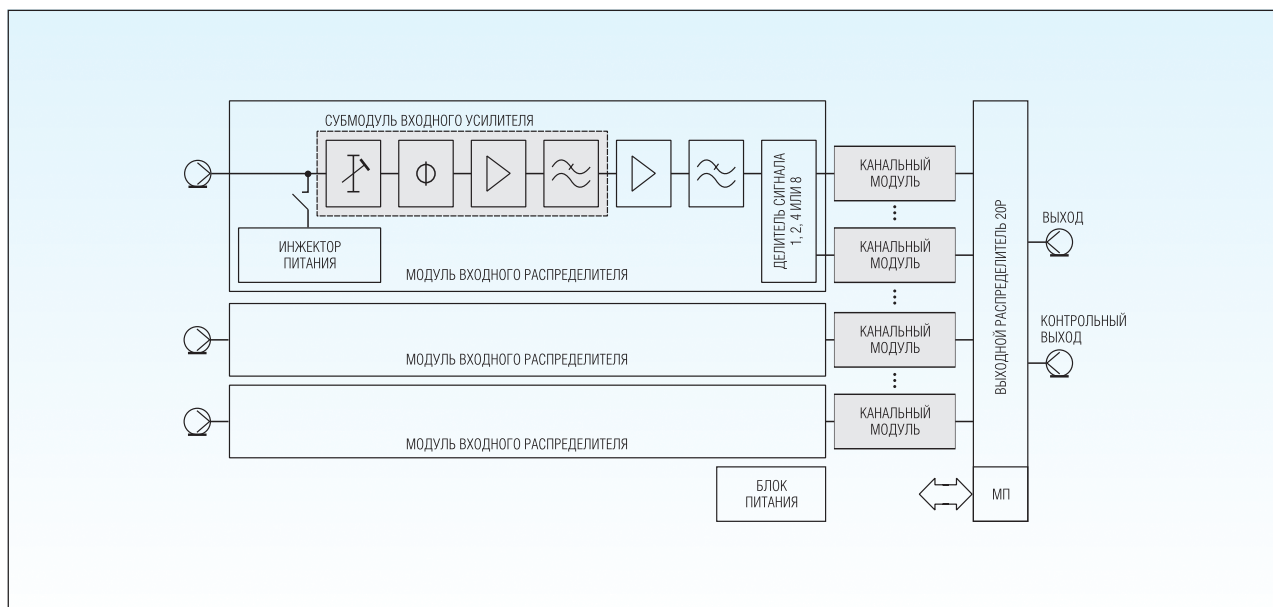 СУБМОДУЛЬ ВХОДНОГО УСИЛИТЕЛЯ
Ф
ИНЖЕКТОР
ПИТАНИЯ
МОДУЛЬ ВХОДНОГО РАСПРЕДЕЛИТЕЛЯ
ДЕЛИТЕЛЬ СИГНАЛА
1, 2, 4 ИЛИ 8
КАНАЛЬНЫЙ
МОДУЛЬ
КАНАЛЬНЫЙ
МОДУЛЬ
МОДУЛЬ ВХОДНОГО РАСПРЕДЕЛИТЕЛЯ
КАНАЛЬНЫЙ
МОДУЛЬ
МОДУЛЬ ВХОДНОГО РАСПРЕДЕЛИТЕЛЯ
КАНАЛЬНЫЙ
МОДУЛЬ
ВЫХОДНОЙ РАСПРЕДЕЛИТЕЛЬ 20Р
ВЫХОД
КОНТРОЛЬНЫЙ
ВЫХОД
БЛОК
ПИТАНИЯ
МП